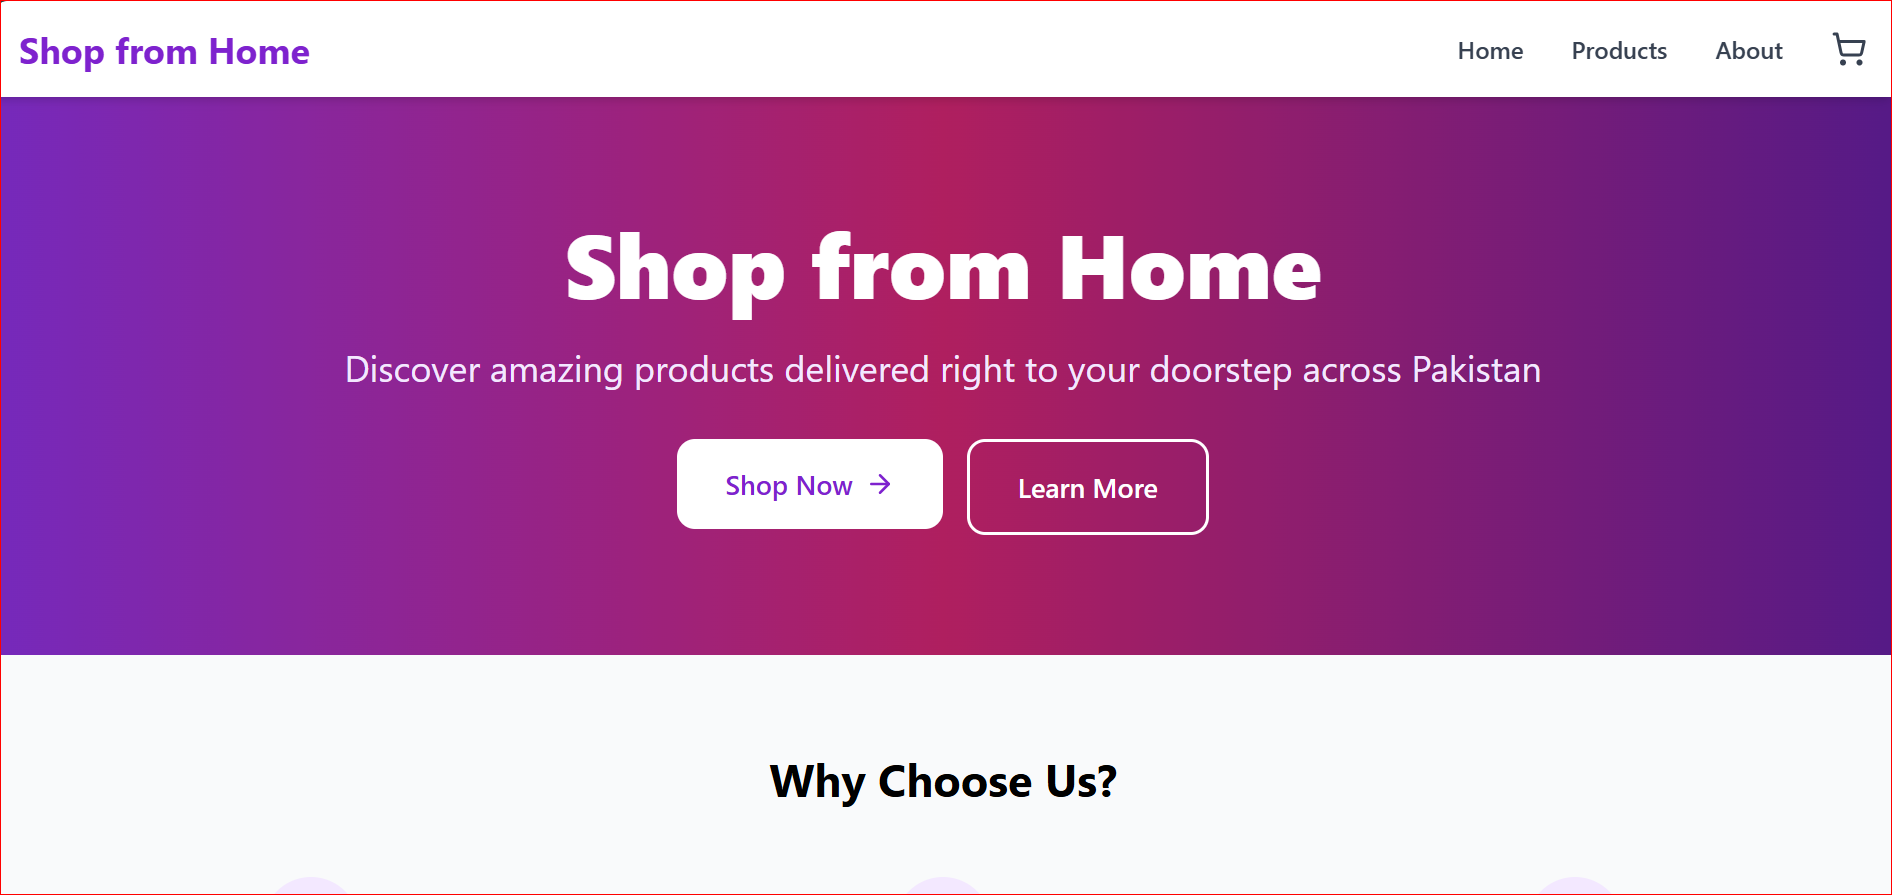 Shop from Home
Home
Products
About
Shop from Home
Discover amazing products delivered right to your doorstep across Pakistan
Shop Now
Learn More
Why Choose Us?